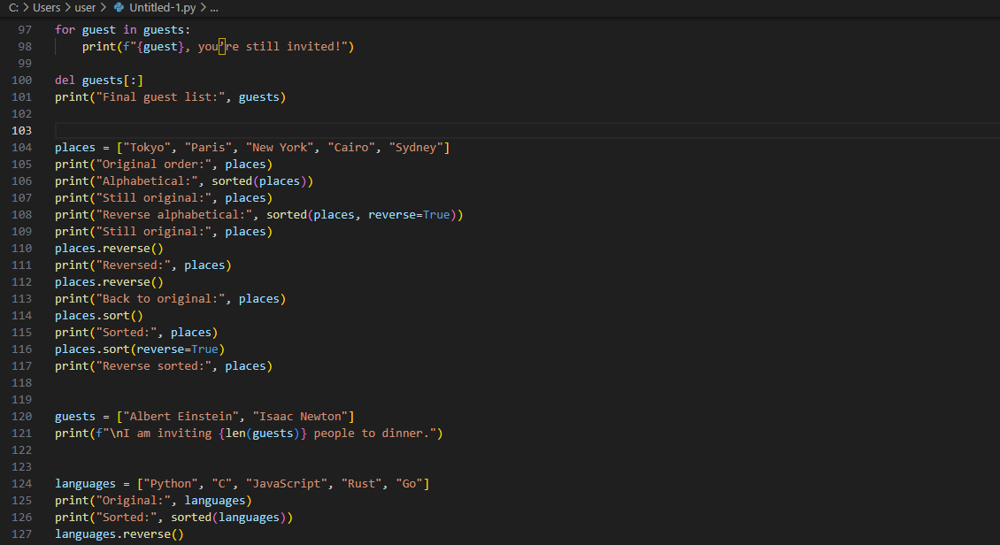 C: > Users > user > Untitled-1.py > ...
97 for guest in guests:
98     print(f"{guest}, you’re still invited!")
99
100 del guests[:]
101 print("Final guest list:", guests)
102
103
104 places = ["Tokyo", "Paris", "New York", "Cairo", "Sydney"]
105 print("Original order:", places)
106 print("Alphabetical:", sorted(places))
107 print("Still original:", places)
108 print("Reverse alphabetical:", sorted(places, reverse=True))
109 print("Still original:", places)
110 places.reverse()
111 print("Reversed:", places)
112 places.reverse()
113 print("Back to original:", places)
114 places.sort()
115 print("Sorted:", places)
116 places.sort(reverse=True)
117 print("Reverse sorted:", places)
118
119
120 guests = ["Albert Einstein", "Isaac Newton"]
121 print(f"\nI am inviting {len(guests)} people to dinner.")
122
123
124 languages = ["Python", "C", "JavaScript", "Rust", "Go"]
125 print("Original:", languages)
126 print("Sorted:", sorted(languages))
127 languages.reverse()